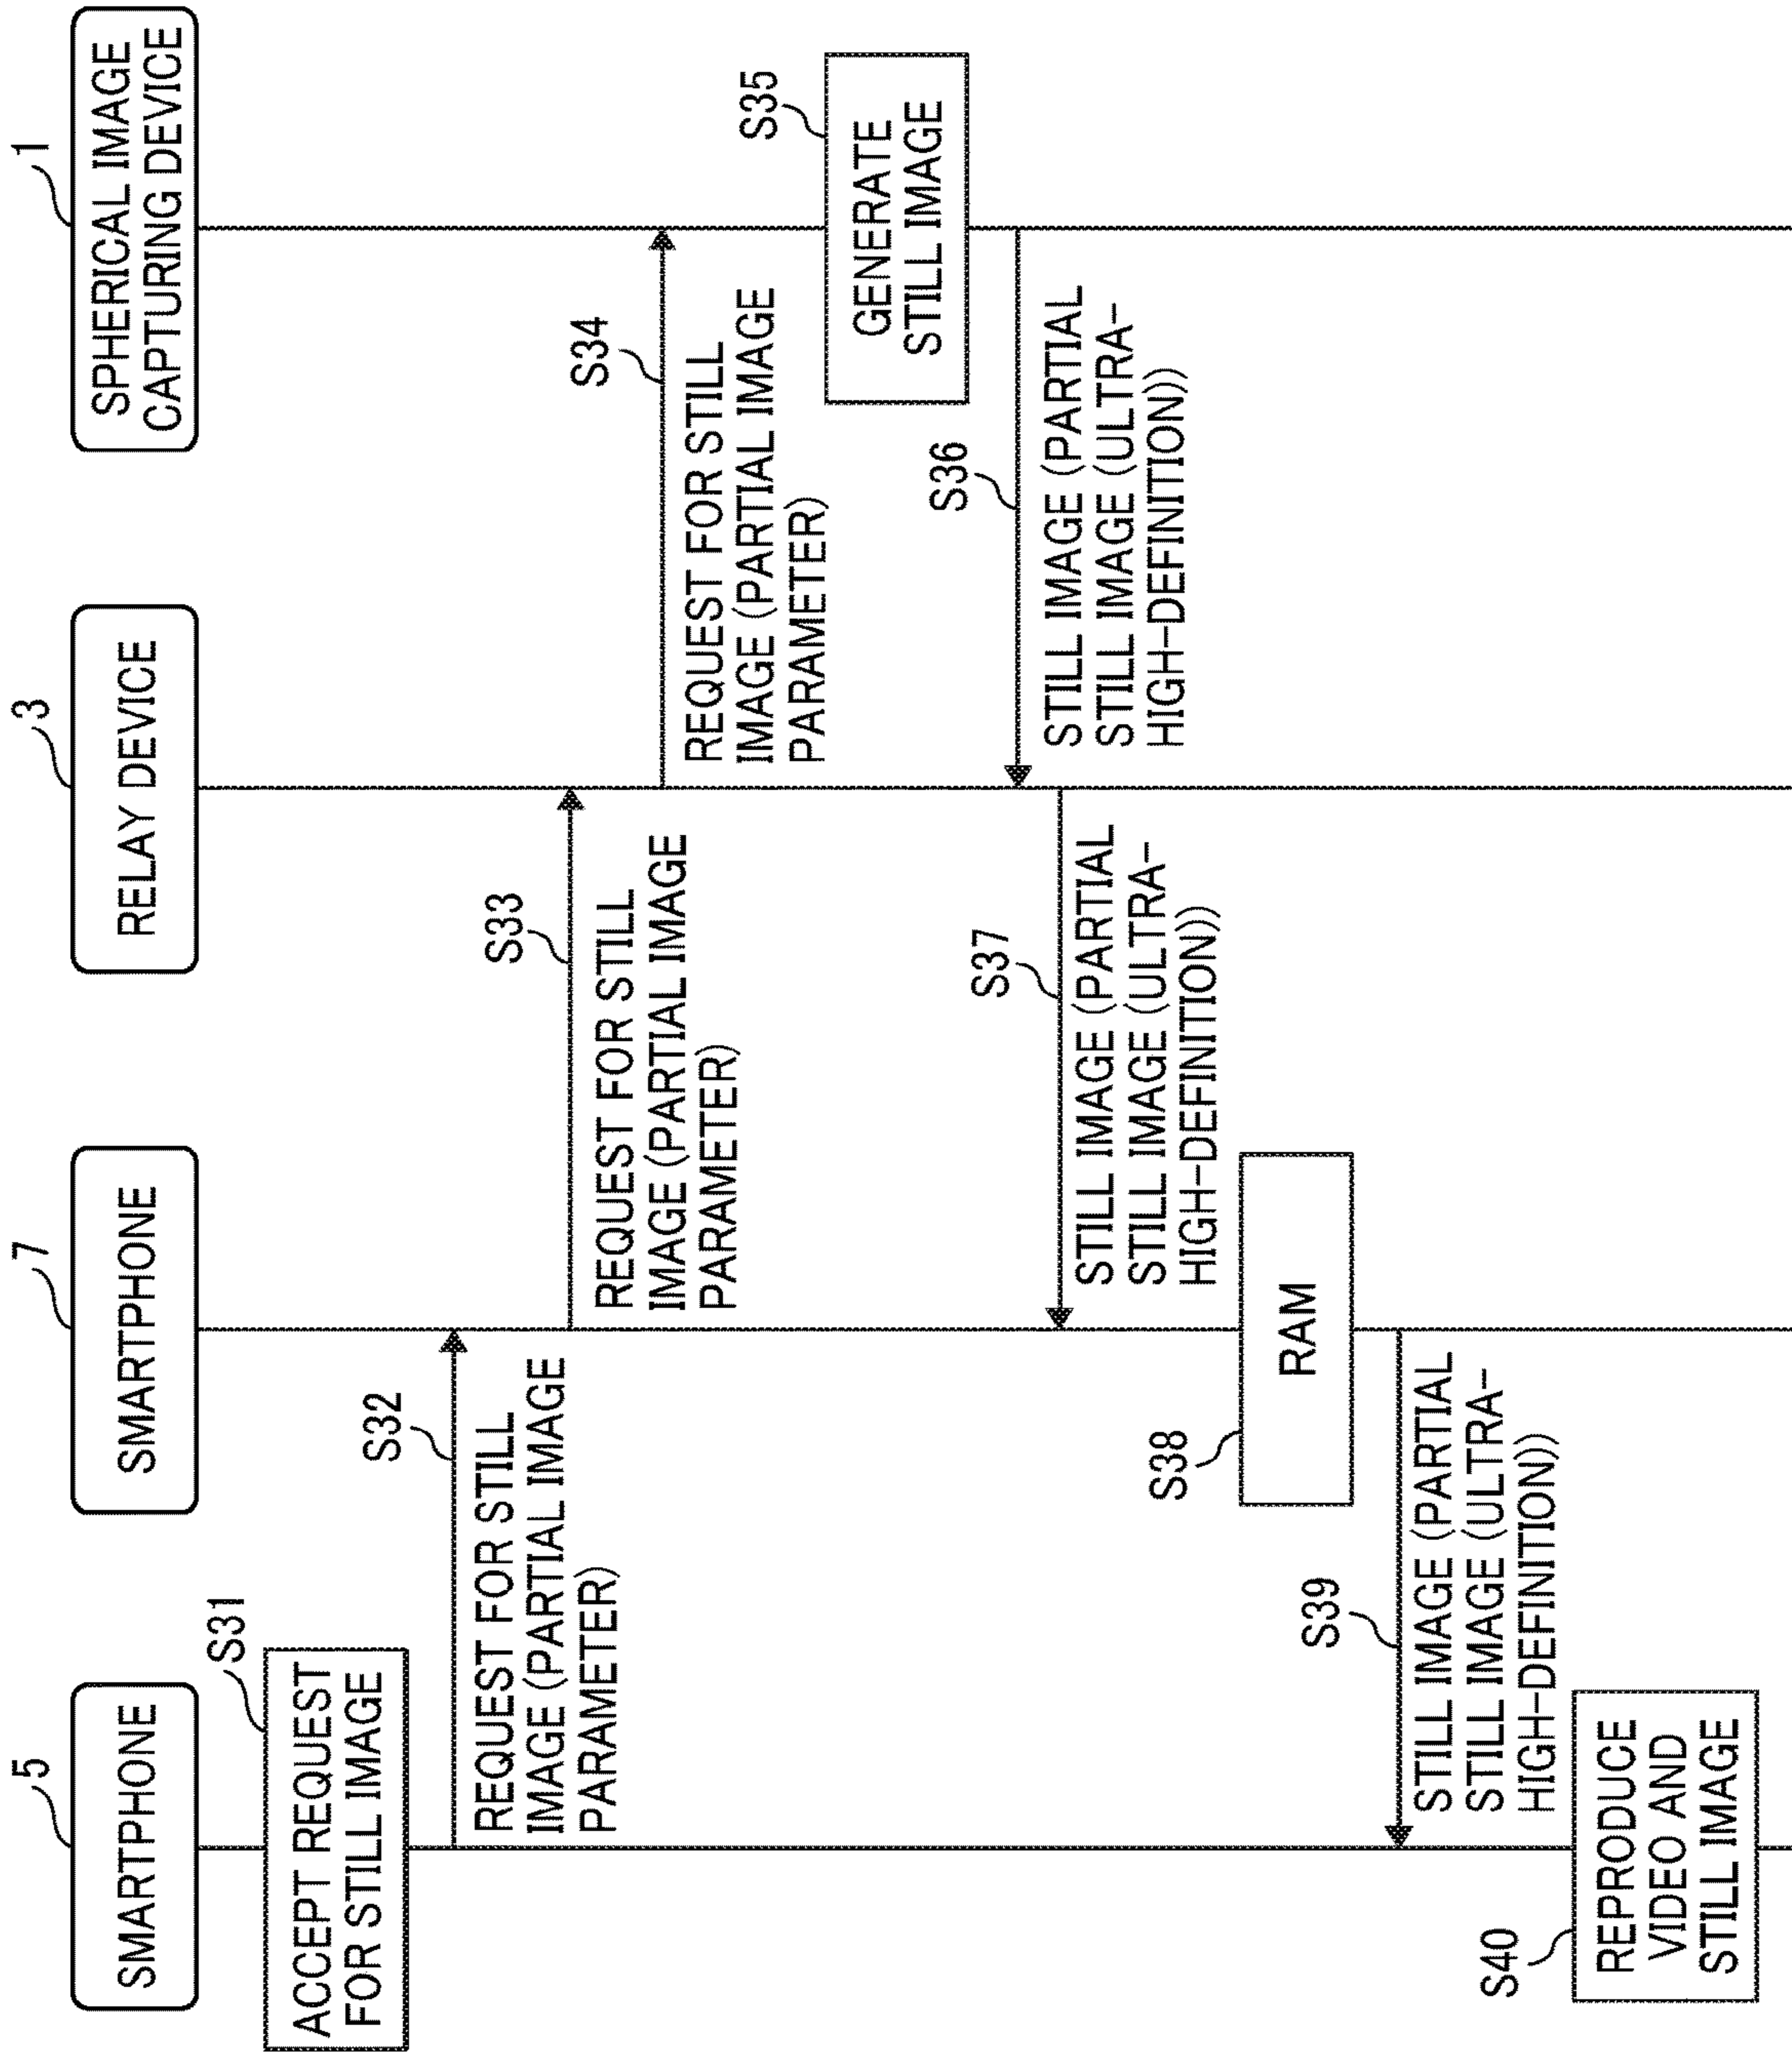 5
SMARTPHONE
7
SMARTPHONE
3
RELAY DEVICE
1
SPHERICAL IMAGE
CAPTURING DEVICE
S31
ACCEPT REQUEST
FOR STILL IMAGE
S32
REQUEST FOR STILL
IMAGE (PARTIAL IMAGE
PARAMETER)
S33
REQUEST FOR STILL
IMAGE (PARTIAL IMAGE
PARAMETER)
S34
REQUEST FOR STILL
IMAGE (PARTIAL IMAGE
PARAMETER)
S35
GENERATE
STILL IMAGE
S36
STILL IMAGE (PARTIAL
STILL IMAGE (ULTRA-
HIGH-DEFINITION))
S37
STILL IMAGE (PARTIAL
STILL IMAGE (ULTRA-
HIGH-DEFINITION))
S38
RAM
S39
STILL IMAGE (PARTIAL
STILL IMAGE (ULTRA-
HIGH-DEFINITION))
S40
REPRODUCE
VIDEO AND
STILL IMAGE